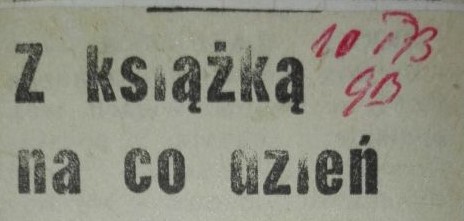 Z książką
na co dzień